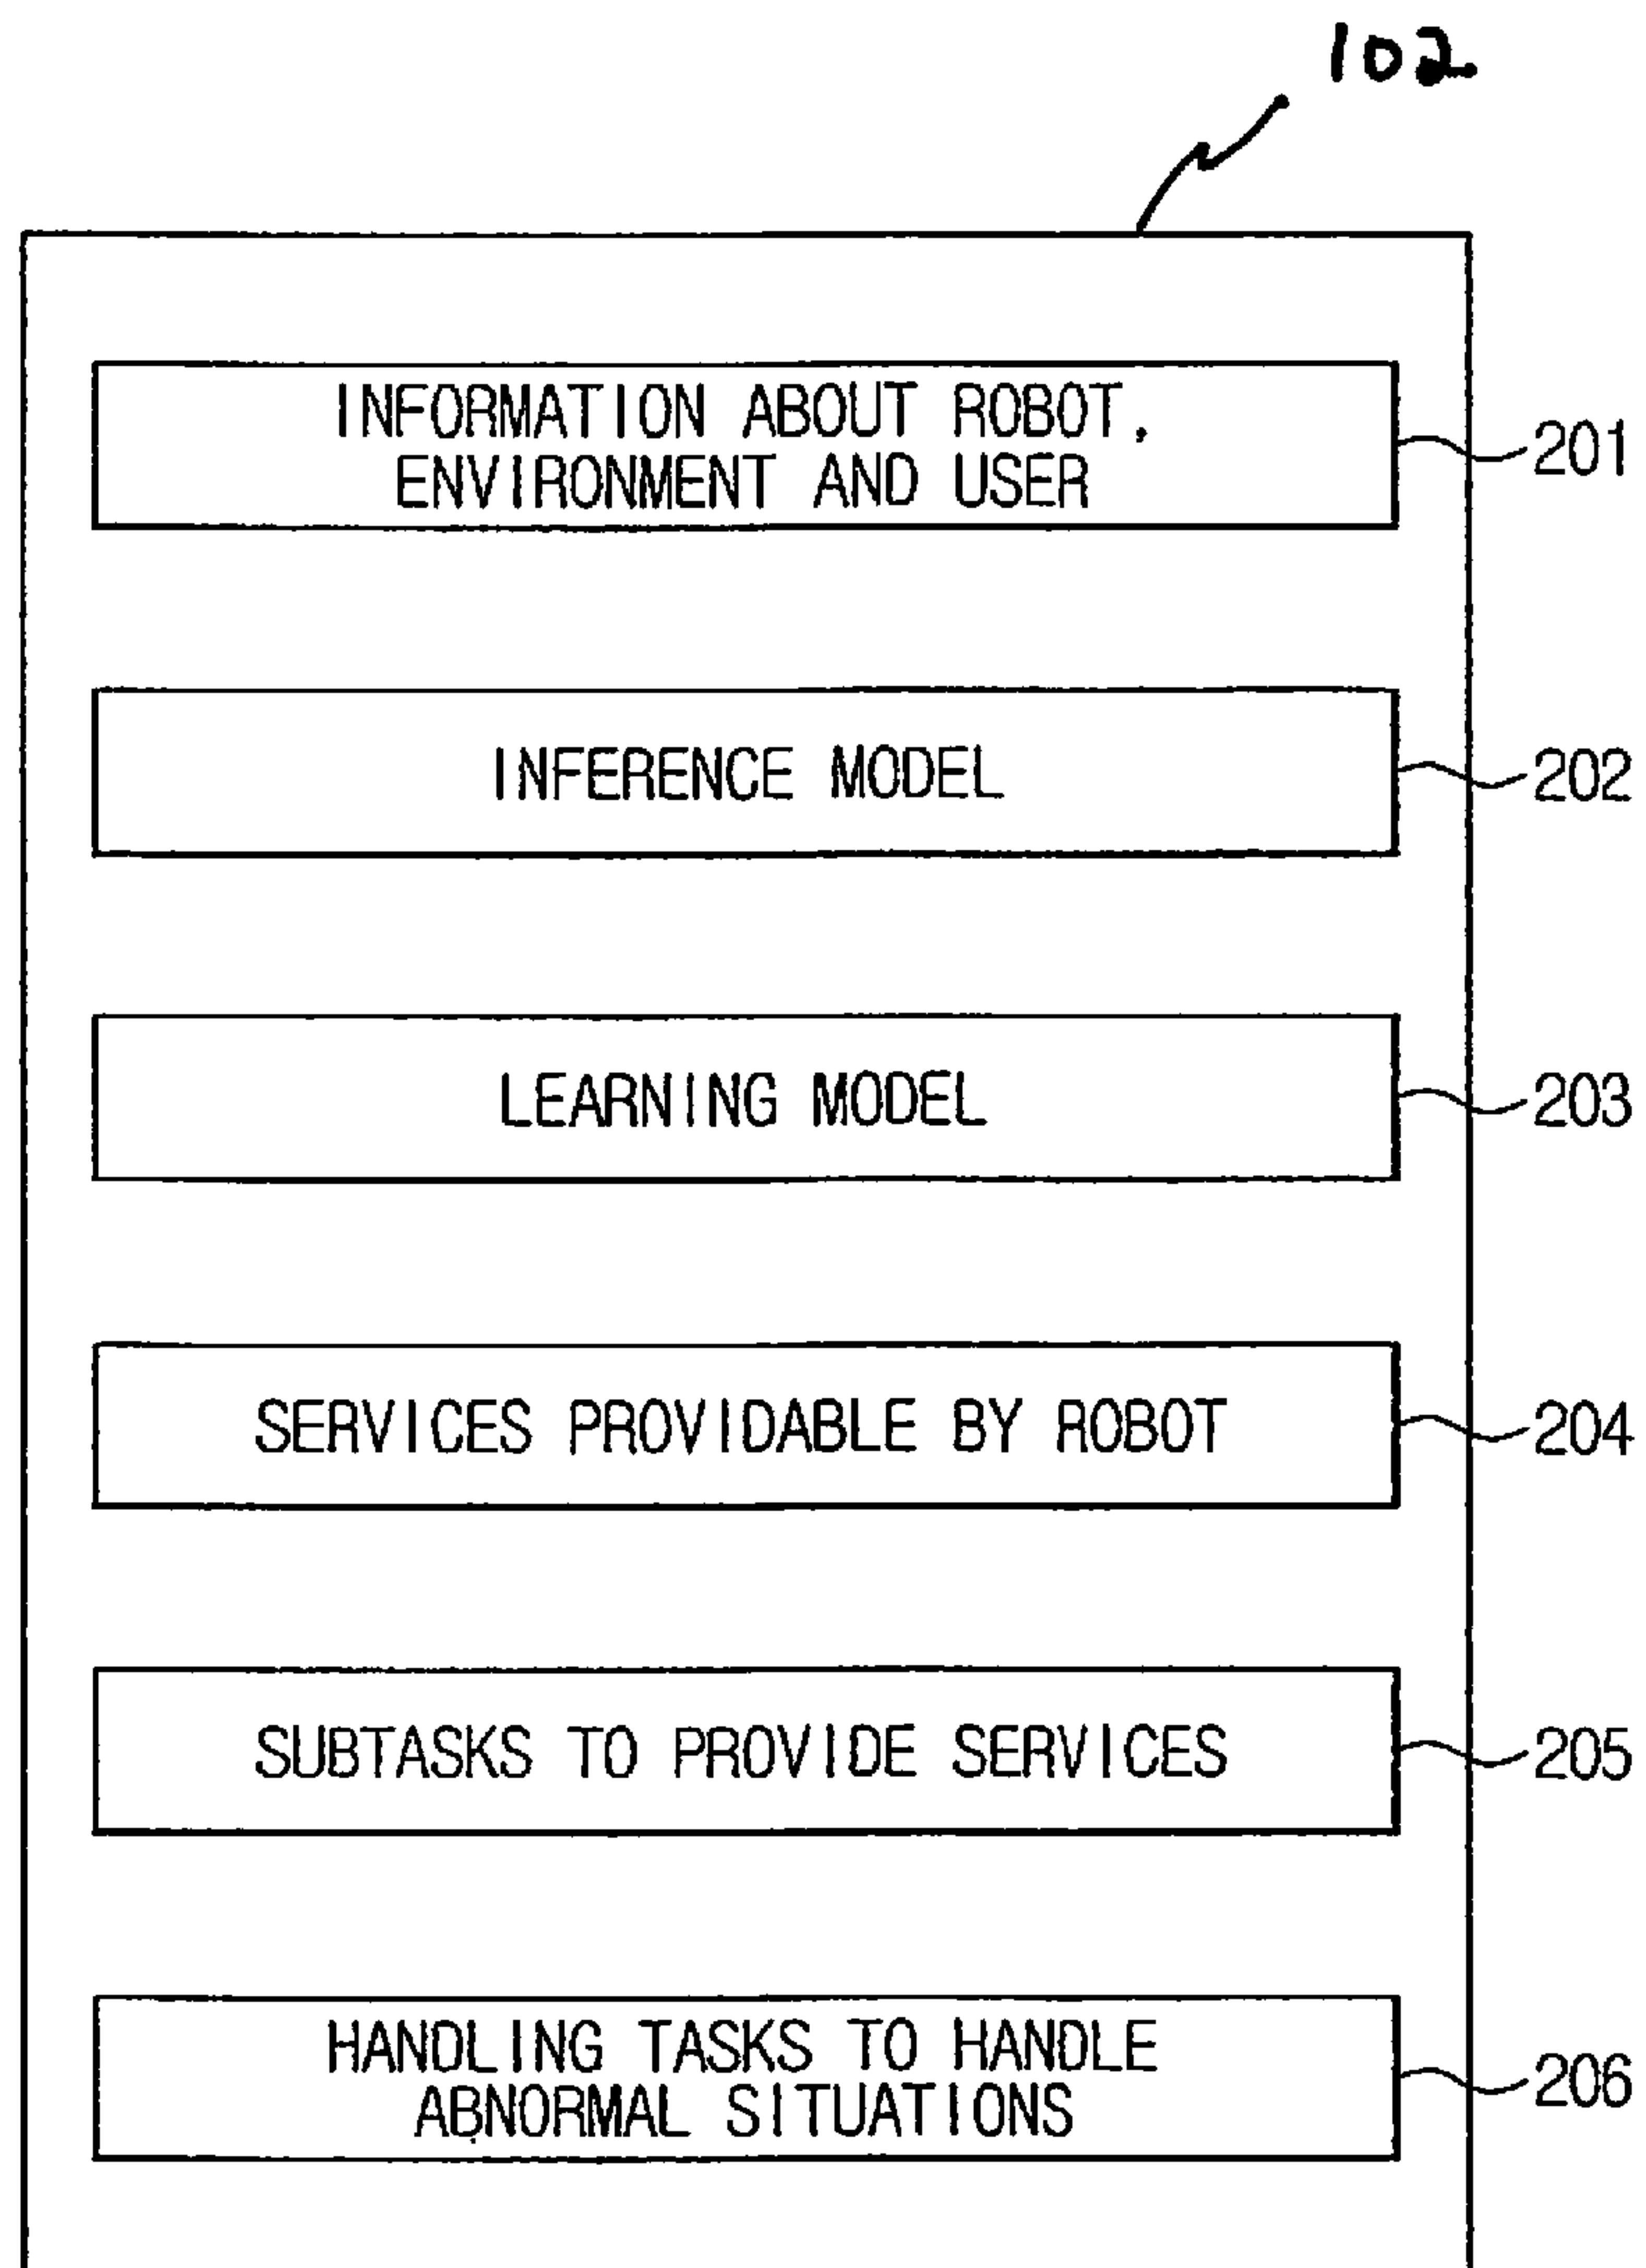 102
INFORMATION ABOUT ROBOT,
ENVIRONMENT AND USER
201
INFERENCE MODEL
202
LEARNING MODEL
203
SERVICES PROVIDABLE BY ROBOT
204
SUBTASKS TO PROVIDE SERVICES
205
HANDLING TASKS TO HANDLE
ABNORMAL SITUATIONS
206